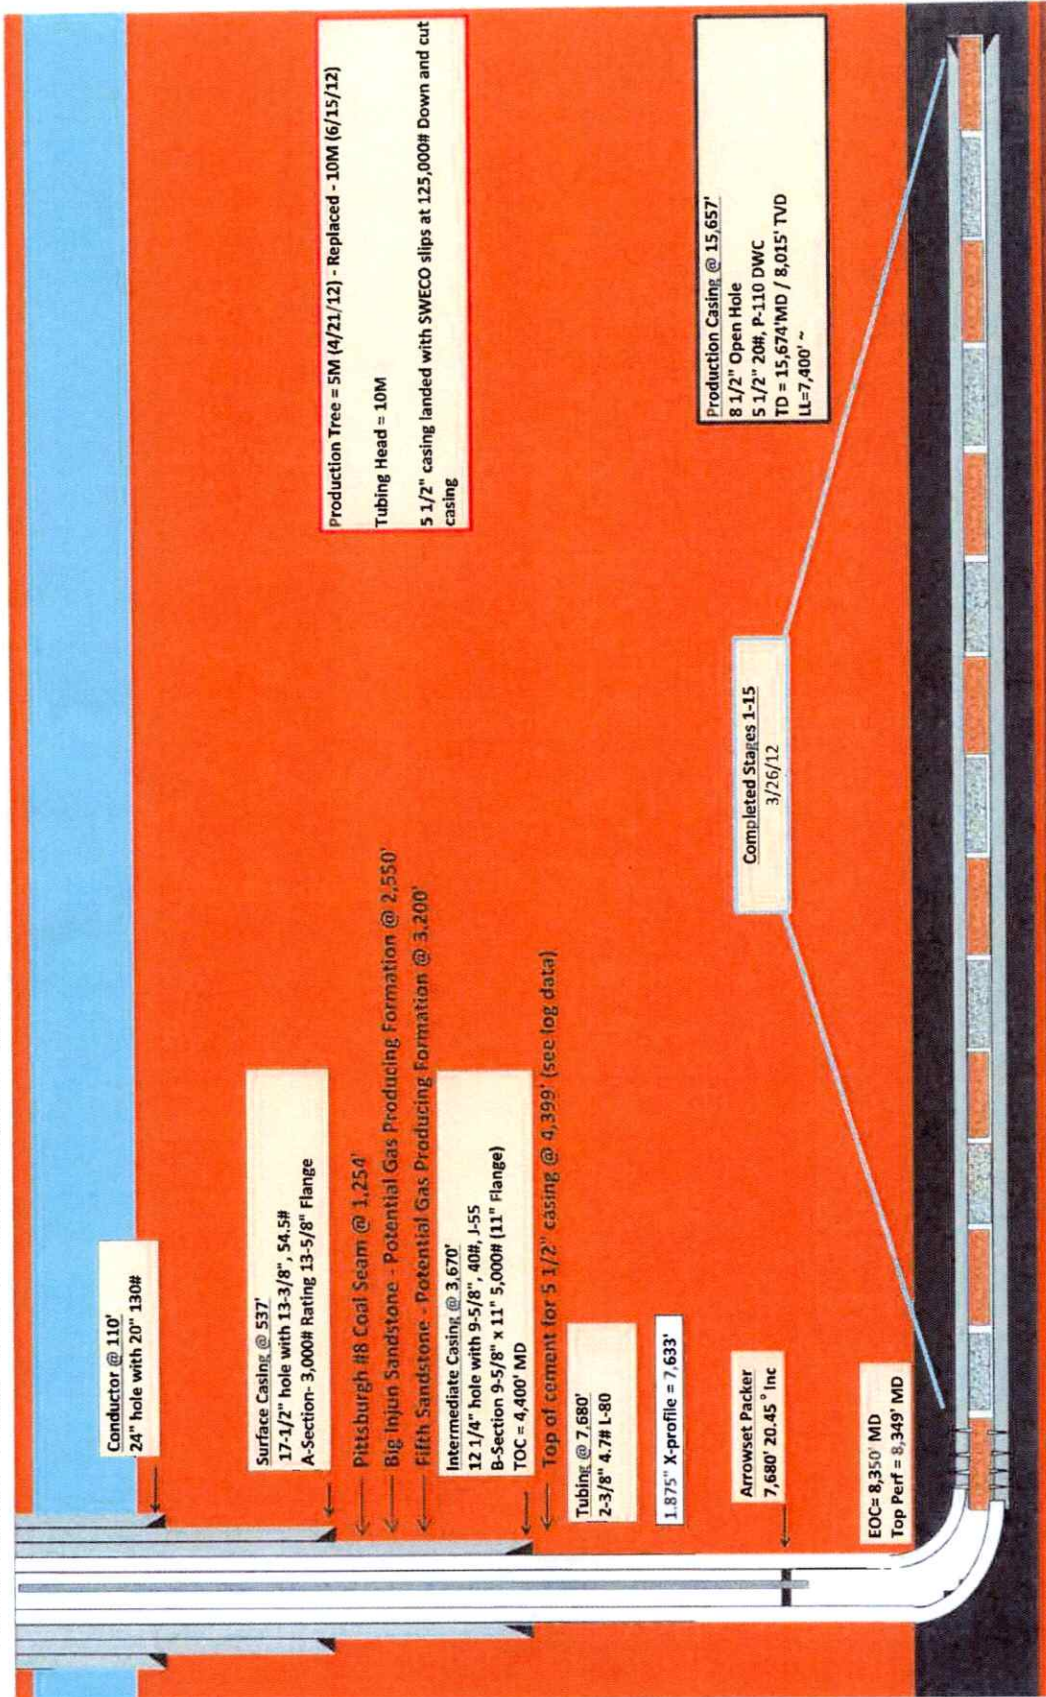 Conductor @ 110'
24" hole with 20" 130#
Surface Casing @ 537'
17-1/2" hole with 13-3/8", 54.5#
A-Section- 3,000# Rating 13-5/8" Flange
Pittsburgh #8 Coal Seam @ 1,254'
Big Injun Sandstone - Potential Gas Producing Formation @ 2,550'
Fifth Sandstone - Potential Gas Producing Formation @ 3,200'
Intermediate Casing @ 3,670'
12 1/4" hole with 9-5/8", 40#, J-55
B-Section 9-5/8" x 11" 5,000# (11" Flange)
TOC = 4,400' MD
Top of cement for 5 1/2" casing @ 4,399' (see log data)
Tubing @ 7,680'
2-3/8" 4.7# L-80
1.875" X-profile = 7,633'
Arrowset Packer
7,680' 20.45 ° Inc
EOC= 8,350' MD
Top Perf = 8,349' MD
Production Tree = 5M (4/21/12) - Replaced - 10M (6/15/12)
Tubing Head = 10M
5 1/2" casing landed with SWECO slips at 125,000# Down and cut
casing
Completed Stages 1-15
3/26/12
Production Casing @ 15,657'
8 1/2" Open Hole
5 1/2" 20#, P-110 DWC
TD = 15,674'MD / 8,015' TVD
LL=7,400' ~